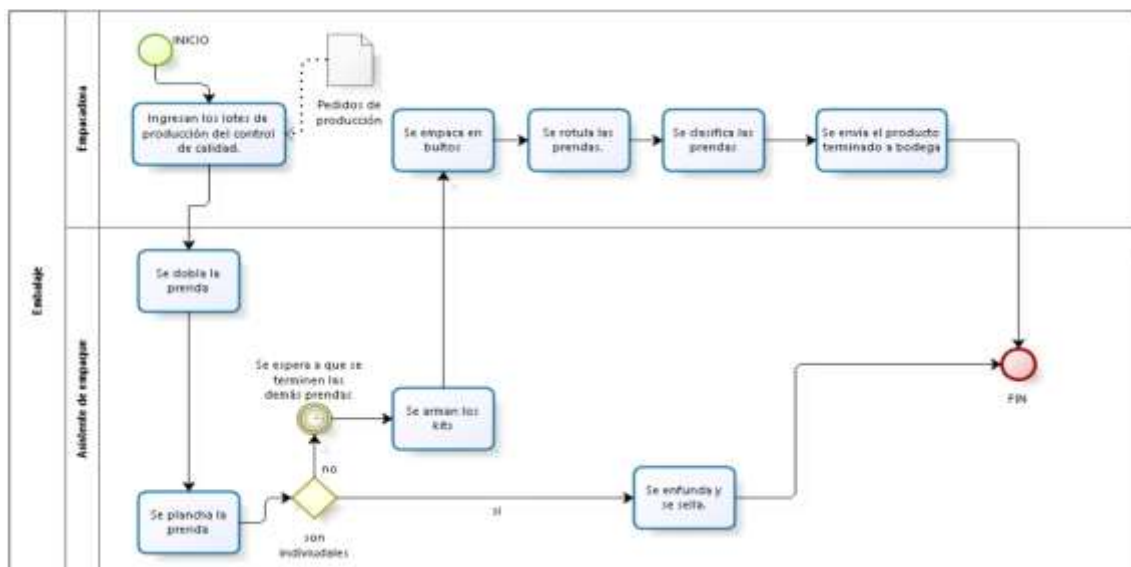 Embalaje
Empacadora
INICIO
Ingresan los lotes de
producción del control
de calidad.
Pedidos de
producción
Se empaca en
bultos
Se rotula las
prendas.
Se clasifica las
prendas
Se envia el producto
terminado a bodega
Asistente de empaque
Se dobla la
prenda
Se plancha la
prenda
son
indiviudales
no
si
Se espera a que se
terminen las
demás prendas
Se arman los
kits
Se enfunda y
se sella.
FIN